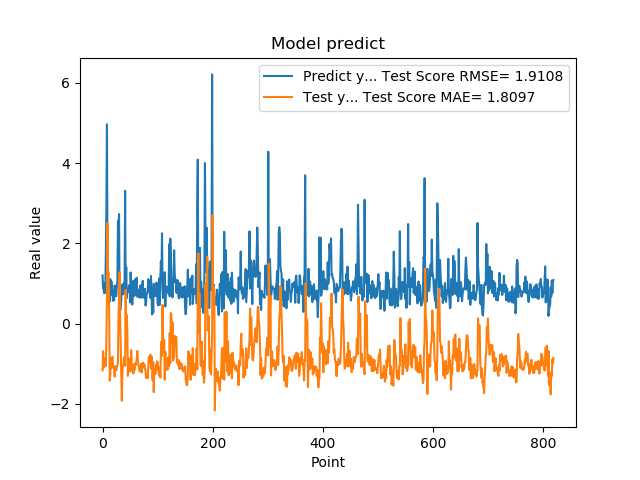 Model predict
Predict y... Test Score RMSE= 1.9108
Test y... Test Score MAE= 1.8097
Real value
6
4
2
0
−2
0 200 400 600 800
Point